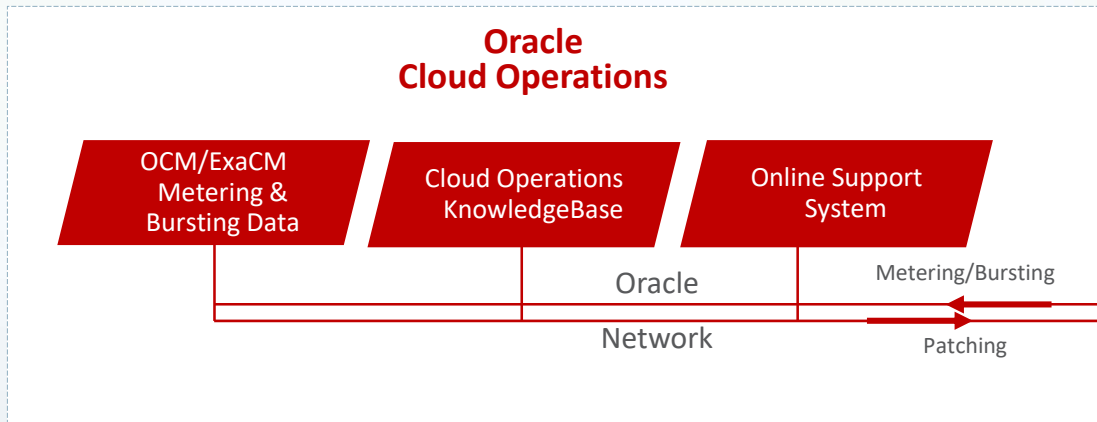 Oracle
Cloud Operations
OCM/ExaCM
Metering &
Bursting Data
Cloud Operations
KnowledgeBase
Online Support
System
Metering/Bursting
Oracle
Network
Patching